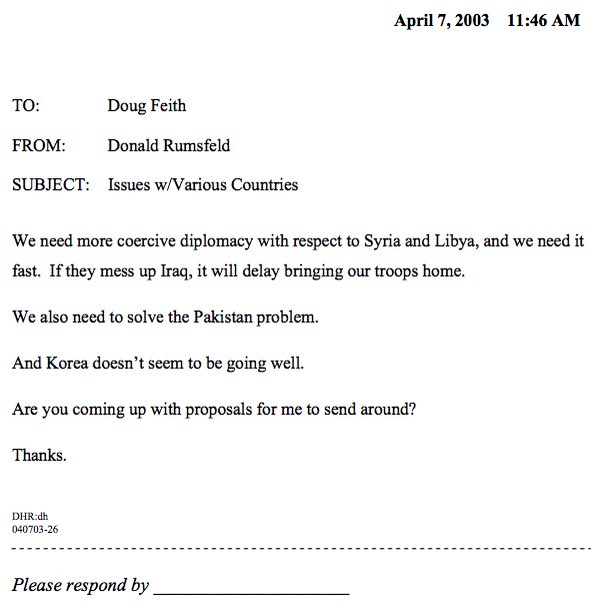 April 7, 2003 11:46 AM
TO: Doug Feith
FROM: Donald Rumsfeld
SUBJECT: Issues w/Various Countries
We need more coercive diplomacy with respect to Syria and Libya, and we need it
fast. If they mess up Iraq, it will delay bringing our troops home.
We also need to solve the Pakistan problem.
And Korea doesn’t seem to be going well.
Are you coming up with proposals for me to send around?
Thanks.
DHR:dh
040703-26
Please respond by ____________________